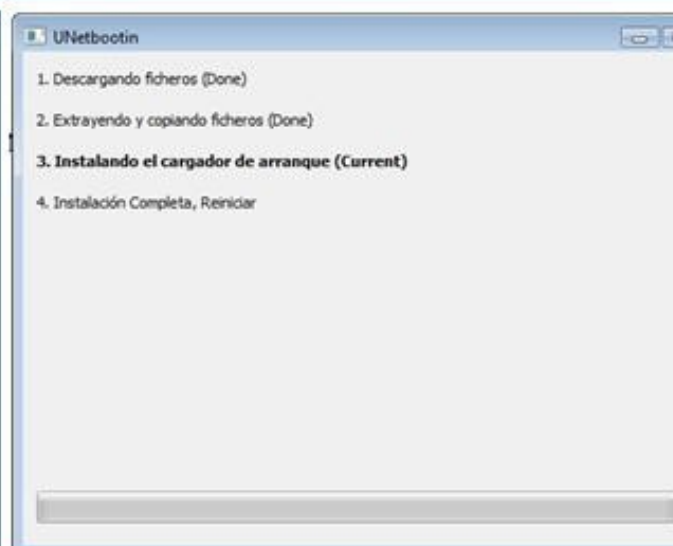 UNetbootin
1. Descargando ficheros (Done)
2. Extrayendo y copiando ficheros (Done)
3. Instalando el cargador de arranque (Current)
4. Instalación Completa, Reiniciar